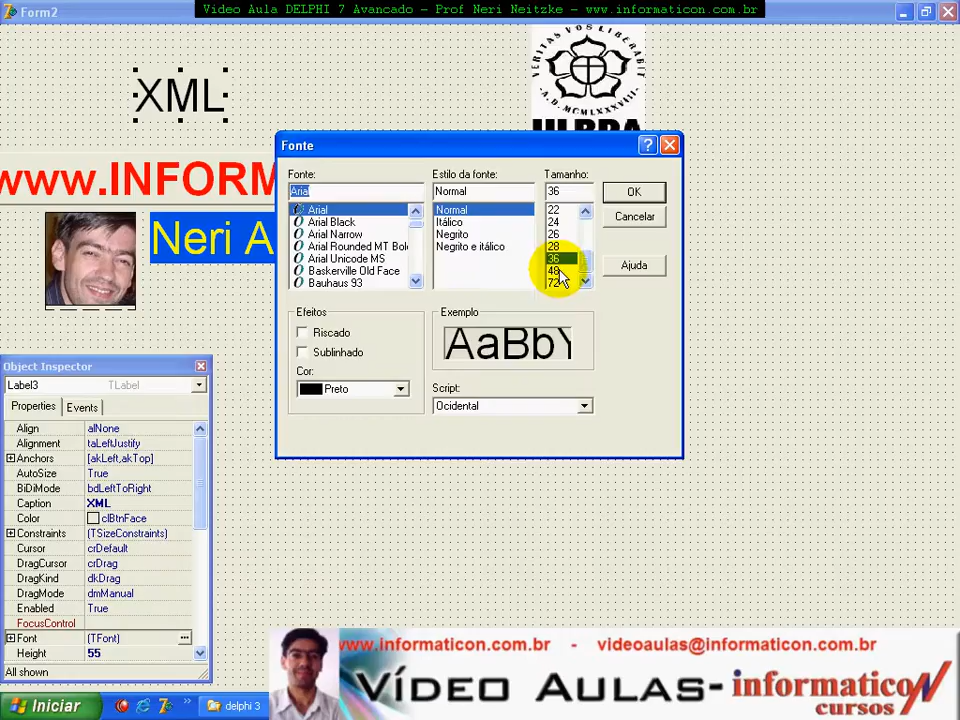 Form2
Video Aula DELPHI 7 Avancado - Prof Neri Neitzke - www.informaticon.com.br
VERITAS VOS LIBERABIT
A.D. MCMLXXXVIII
XML
www.INFORM
Neri A
Fonte
Fonte:
Estilo da fonte:
Tamanho:
Arial
Normal
36
OK
Arial
Arial Black
Arial Narrow
Arial Rounded MT Bol
Arial Unicode MS
Baskerville Old Face
Bauhaus 93
Normal
Itálico
Negrito
Negrito e itálico
22
24
26
28
36
48
72
Cancelar
Ajuda
Efeitos
Riscado
Sublinhado
Cor:
Preto
Exemplo
AaBbY
Script:
Ocidental
Object Inspector
Label3 TLabel
Properties Events
Align alNone
Alignment taLeftJustify
Anchors [akLeft,akTop]
AutoSize True
BiDiMode bdLeftToRight
Caption XML
Color clBtnFace
Constraints (TSizeConstraints)
Cursor crDefault
DragCursor crDrag
DragKind dkDrag
DragMode dmManual
Enabled True
FocusControl
Font (TFont) ...
Height 55
All shown
www.informaticon.com.br - videoaulas@informaticon.com.br
VÍDEO AULAS- informaticon
cursos
Iniciar
delphi 3